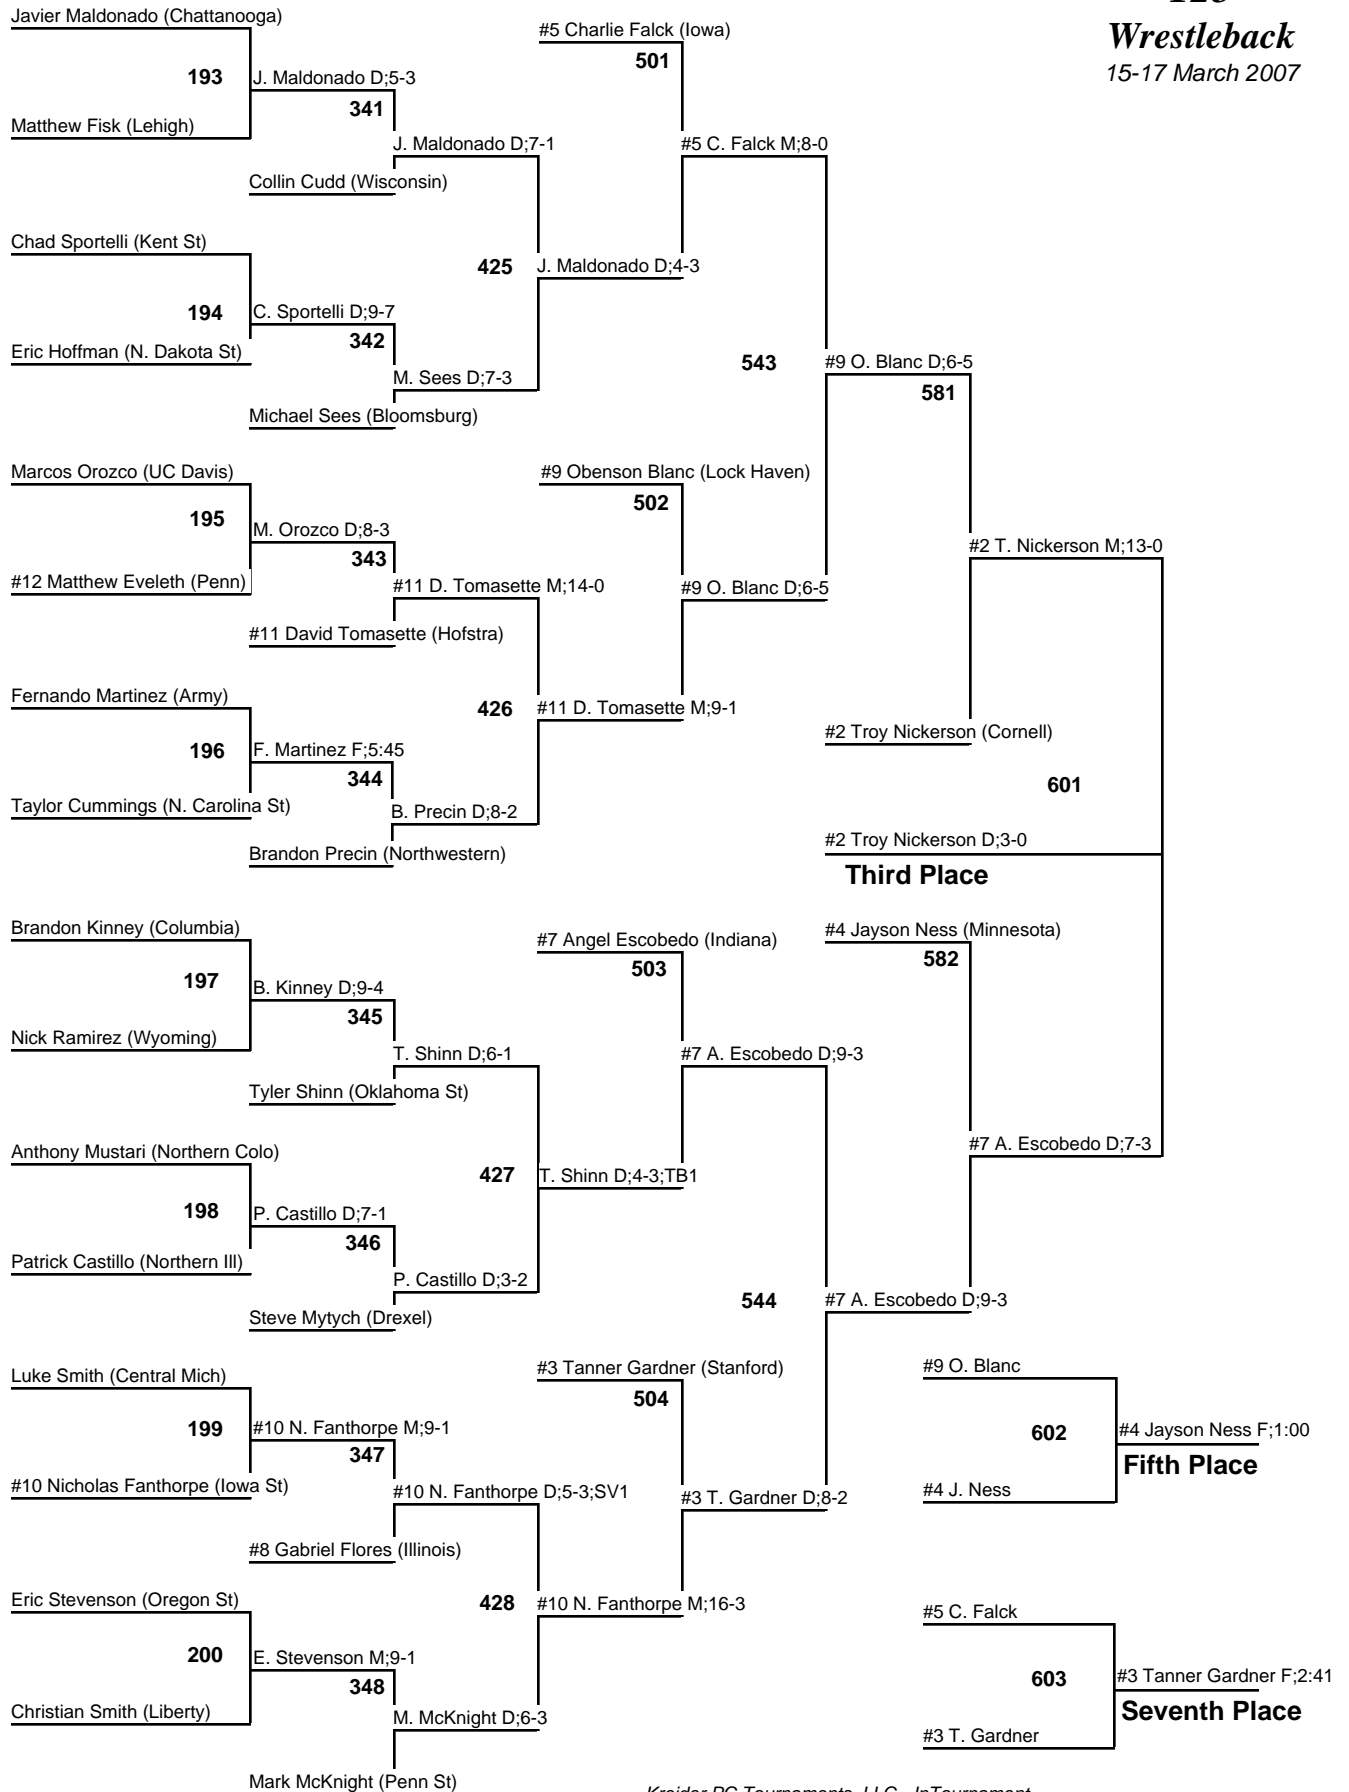 Wrestleback
15-17 March 2007
Javier Maldonado (Chattanooga)
193
Matthew Fisk (Lehigh)
J. Maldonado D;5-3
341
Collin Cudd (Wisconsin)
J. Maldonado D;7-1
Chad Sportelli (Kent St)
194
Eric Hoffman (N. Dakota St)
C. Sportelli D;9-7
342
Michael Sees (Bloomsburg)
M. Sees D;7-3
425
J. Maldonado D;4-3
#5 Charlie Falck (Iowa)
501
#5 C. Falck M;8-0
Marcos Orozco (UC Davis)
195
#12 Matthew Eveleth (Penn)
M. Orozco D;8-3
343
#11 David Tomasette (Hofstra)
#11 D. Tomasette M;14-0
Fernando Martinez (Army)
196
Taylor Cummings (N. Carolina St)
F. Martinez F;5:45
344
Brandon Precin (Northwestern)
B. Precin D;8-2
426
#11 D. Tomasette M;9-1
#9 Obenson Blanc (Lock Haven)
502
#9 O. Blanc D;6-5
543
#9 O. Blanc D;6-5
581
#2 Troy Nickerson (Cornell)
#2 T. Nickerson M;13-0
601
#2 Troy Nickerson D;3-0
Third Place
Brandon Kinney (Columbia)
197
Nick Ramirez (Wyoming)
B. Kinney D;9-4
345
Tyler Shinn (Oklahoma St)
T. Shinn D;6-1
Anthony Mustari (Northern Colo)
198
Patrick Castillo (Northern Ill)
P. Castillo D;7-1
346
Steve Mytych (Drexel)
P. Castillo D;3-2
427
T. Shinn D;4-3;TB1
#7 Angel Escobedo (Indiana)
503
#7 A. Escobedo D;9-3
Luke Smith (Central Mich)
199
#10 Nicholas Fanthorpe (Iowa St)
#10 N. Fanthorpe M;9-1
347
#8 Gabriel Flores (Illinois)
#10 N. Fanthorpe D;5-3;SV1
Eric Stevenson (Oregon St)
200
Christian Smith (Liberty)
E. Stevenson M;9-1
348
Mark McKnight (Penn St)
M. McKnight D;6-3
428
#10 N. Fanthorpe M;16-3
#3 Tanner Gardner (Stanford)
504
#3 T. Gardner D;8-2
544
#7 A. Escobedo D;9-3
#4 Jayson Ness (Minnesota)
582
#7 A. Escobedo D;7-3
#9 O. Blanc
602
#4 J. Ness
#4 Jayson Ness F;1:00
Fifth Place
#5 C. Falck
603
#3 T. Gardner
#3 Tanner Gardner F;2:41
Seventh Place